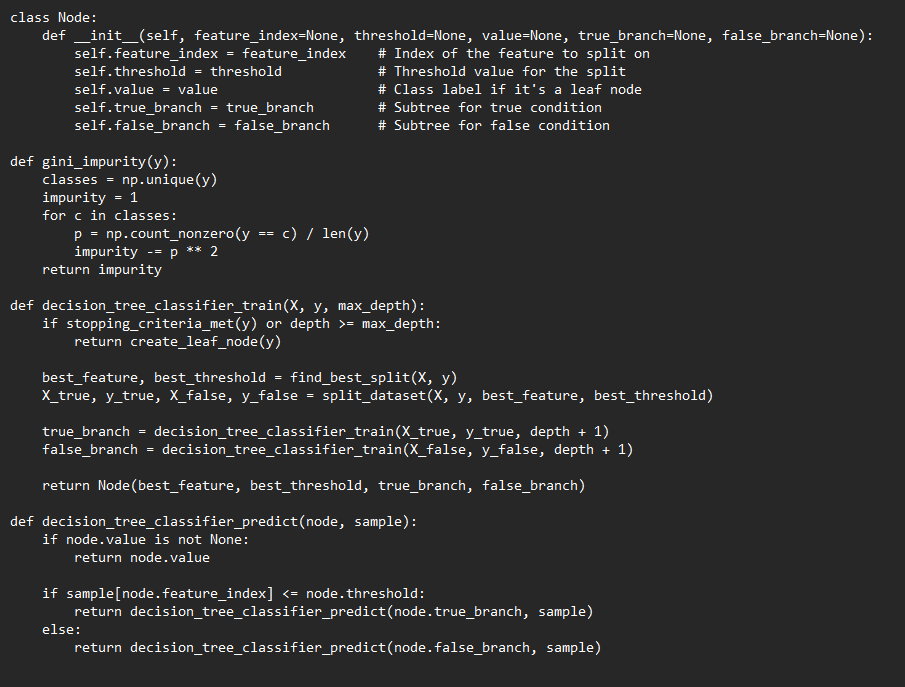 class Node:
    def __init__(self, feature_index=None, threshold=None, value=None, true_branch=None, false_branch=None):
        self.feature_index = feature_index    # Index of the feature to split on
        self.threshold = threshold            # Threshold value for the split
        self.value = value                    # Class label if it's a leaf node
        self.true_branch = true_branch        # Subtree for true condition
        self.false_branch = false_branch      # Subtree for false condition

def gini_impurity(y):
    classes = np.unique(y)
    impurity = 1
    for c in classes:
        p = np.count_nonzero(y == c) / len(y)
        impurity -= p ** 2
    return impurity

def decision_tree_classifier_train(X, y, max_depth):
    if stopping_criteria_met(y) or depth >= max_depth:
        return create_leaf_node(y)

    best_feature, best_threshold = find_best_split(X, y)
    X_true, y_true, X_false, y_false = split_dataset(X, y, best_feature, best_threshold)

    true_branch = decision_tree_classifier_train(X_true, y_true, depth + 1)
    false_branch = decision_tree_classifier_train(X_false, y_false, depth + 1)

    return Node(best_feature, best_threshold, true_branch, false_branch)

def decision_tree_classifier_predict(node, sample):
    if node.value is not None:
        return node.value

    if sample[node.feature_index] <= node.threshold:
        return decision_tree_classifier_predict(node.true_branch, sample)
    else:
        return decision_tree_classifier_predict(node.false_branch, sample)